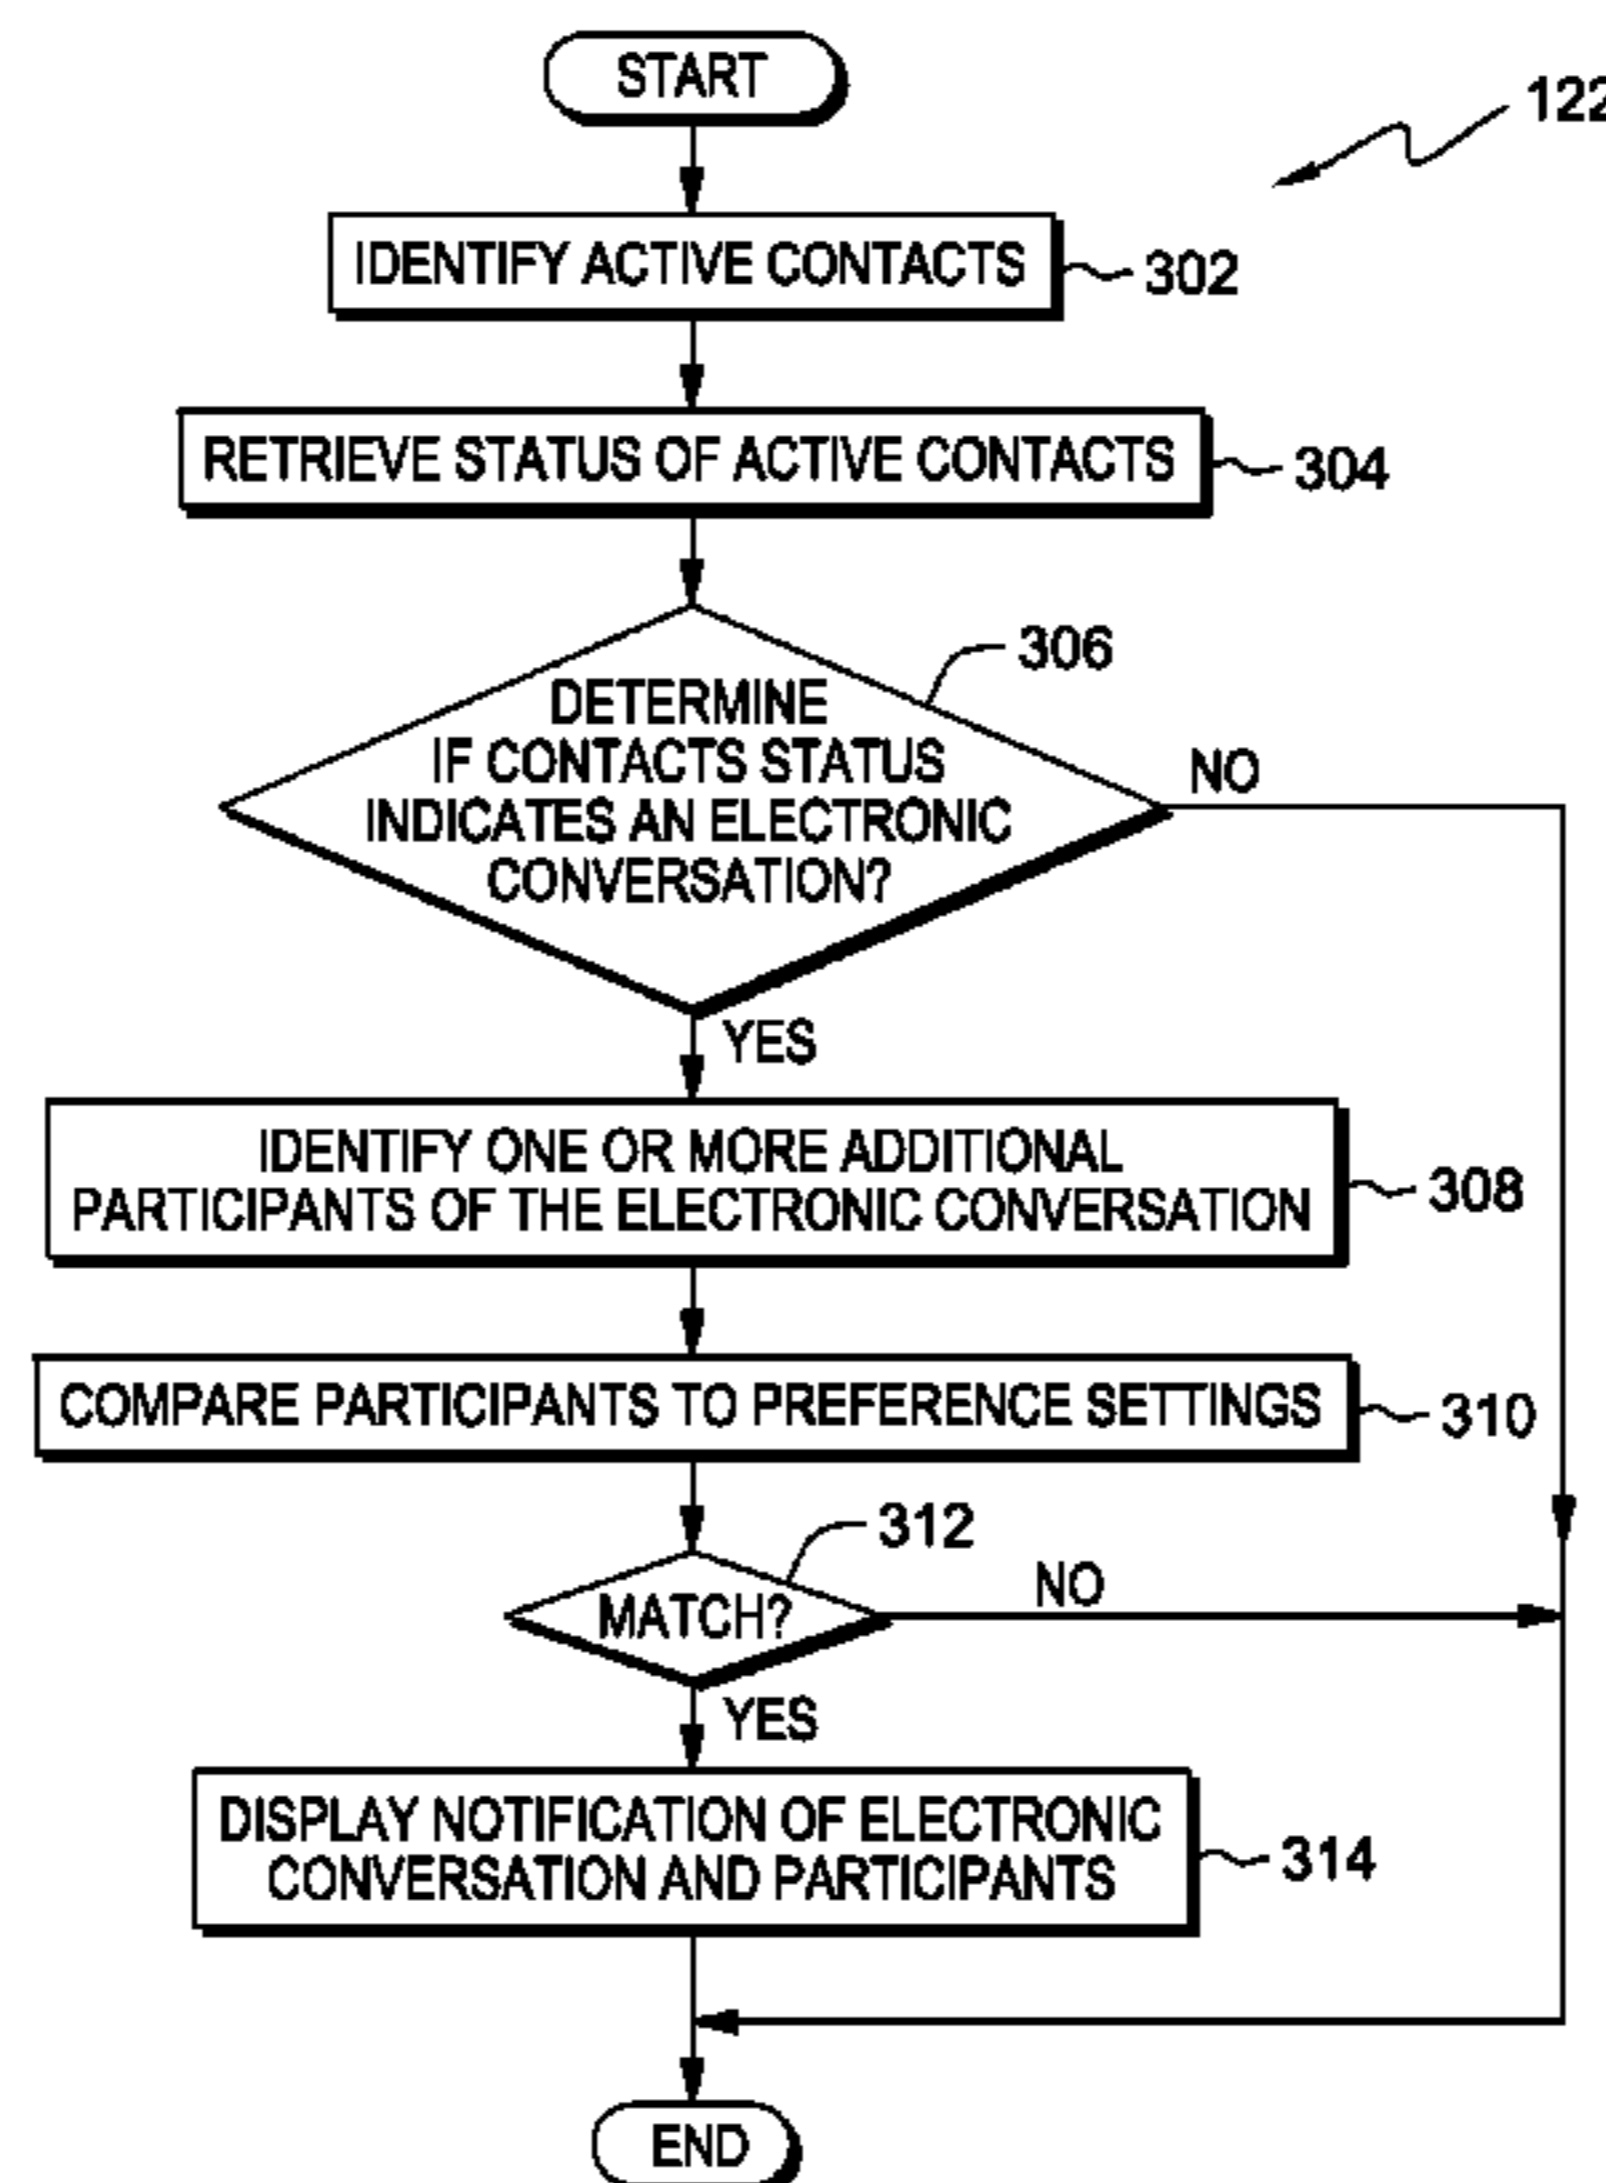 START
122
IDENTIFY ACTIVE CONTACTS
302
RETRIEVE STATUS OF ACTIVE CONTACTS
304
306
DETERMINE
IF CONTACTS STATUS
INDICATES AN ELECTRONIC
CONVERSATION?
NO
YES
IDENTIFY ONE OR MORE ADDITIONAL
PARTICIPANTS OF THE ELECTRONIC CONVERSATION
308
COMPARE PARTICIPANTS TO PREFERENCE SETTINGS
310
312
MATCH?
NO
YES
DISPLAY NOTIFICATION OF ELECTRONIC
CONVERSATION AND PARTICIPANTS
314
END